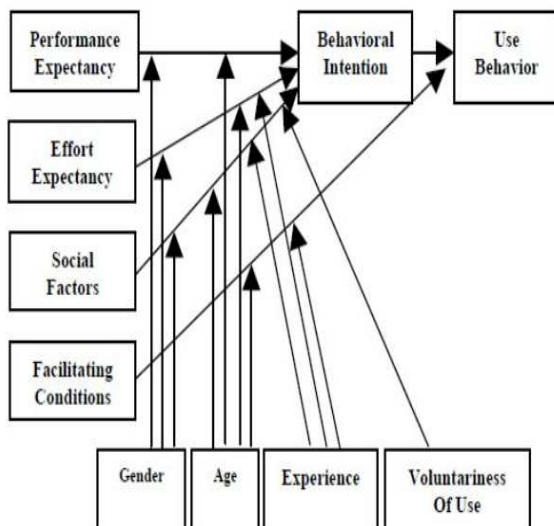 Performance
Expectancy
Behavioral
Intention
Use
Behavior
Effort
Expectancy
Social
Factors
Facilitating
Conditions
Gender
Age
Experience
Voluntariness
Of Use